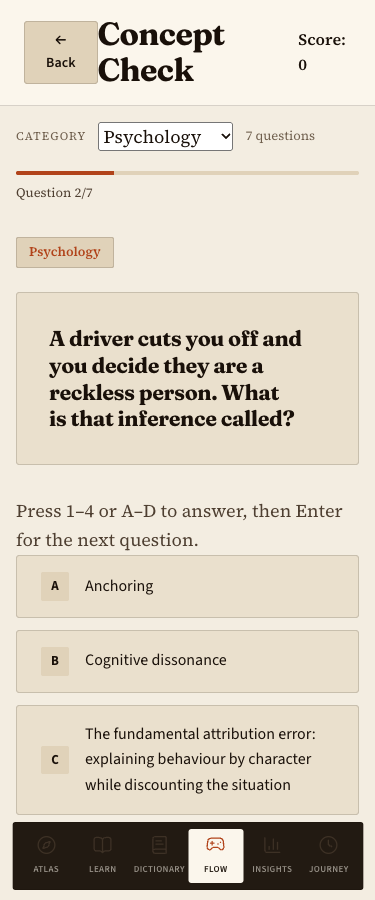 ←
Back
Concept
Check
Score:
0
CATEGORY Psychology 7 questions
Question 2/7
Psychology
A driver cuts you off and
you decide they are a
reckless person. What
is that inference called?
Press 1–4 or A–D to answer, then Enter
for the next question.
A Anchoring
B Cognitive dissonance
C The fundamental attribution error:
explaining behaviour by character
while discounting the situation
ATLAS LEARN DICTIONARY FLOW INSIGHTS JOURNEY